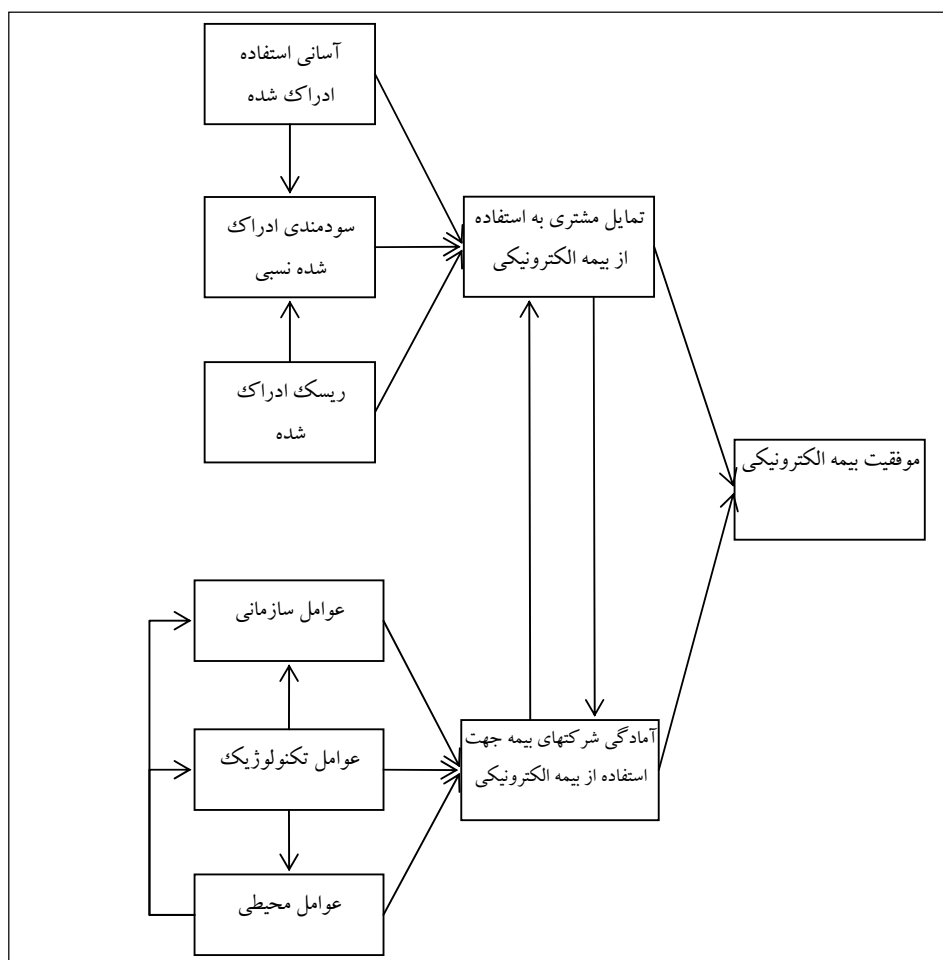 آسانی استفاده
ادراک شده
سودمندی ادراک
شده نسبی
ریسک ادراک
شده
تمایل مشتری به استفاده
از بیمه الکترونیکی
موفقیت بیمه الکترونیکی
عوامل سازمانی
عوامل تکنولوژیک
عوامل محیطی
آمادگی شرکتهای بیمه جهت
استفاده از بیمه الکترونیکی